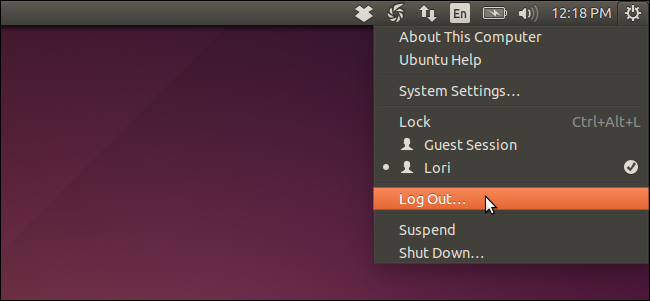 En 12:18 PM
About This Computer
Ubuntu Help
System Settings...
Lock Ctrl+Alt+L
Guest Session
Lori
Log Out...
Suspend
Shut Down...